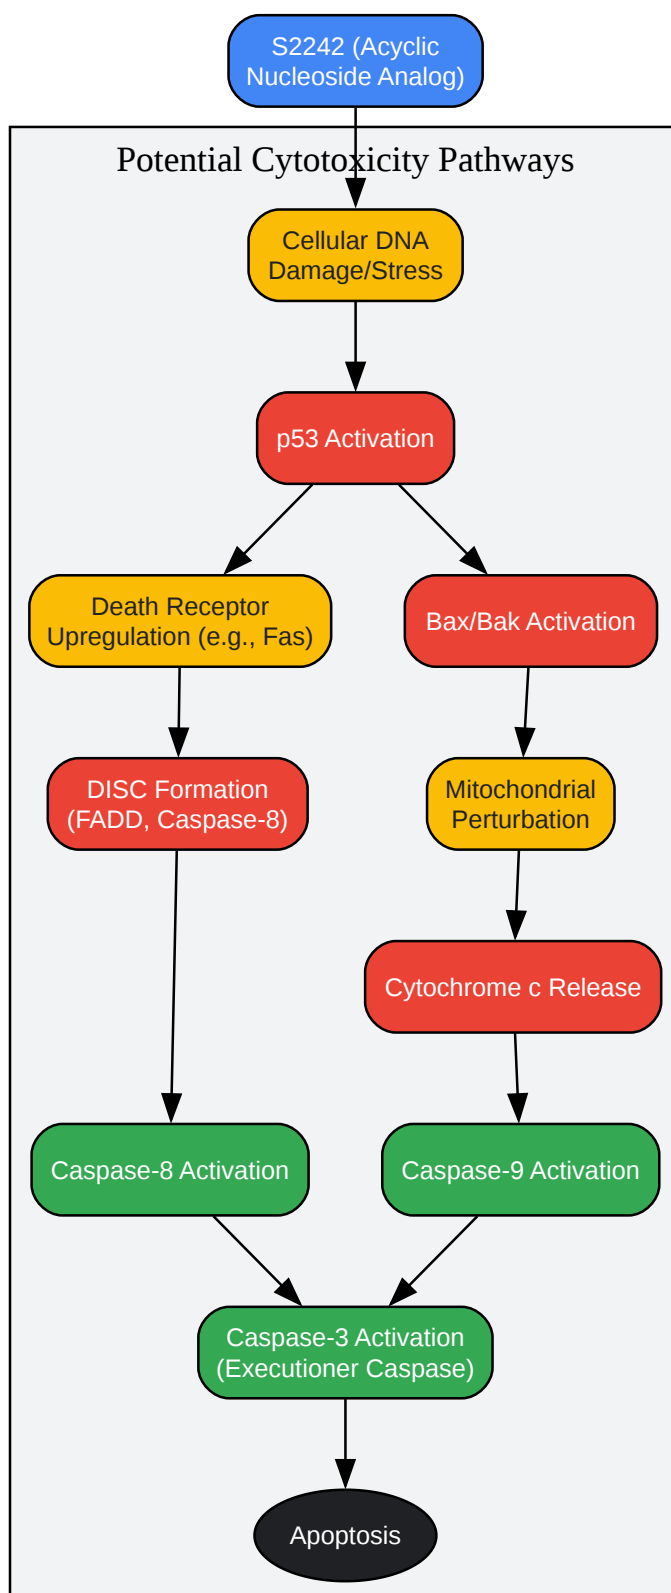 S2242 (Acyclic
Nucleoside Analog)
Potential Cytotoxicity Pathways
Cellular DNA
Damage/Stress
p53 Activation
Death Receptor
Upregulation (e.g., Fas)
Bax/Bak Activation
DISC Formation
(FADD, Caspase-8)
Mitochondrial
Perturbation
Cytochrome c Release
Caspase-8 Activation
Caspase-9 Activation
Caspase-3 Activation
(Executioner Caspase)
Apoptosis